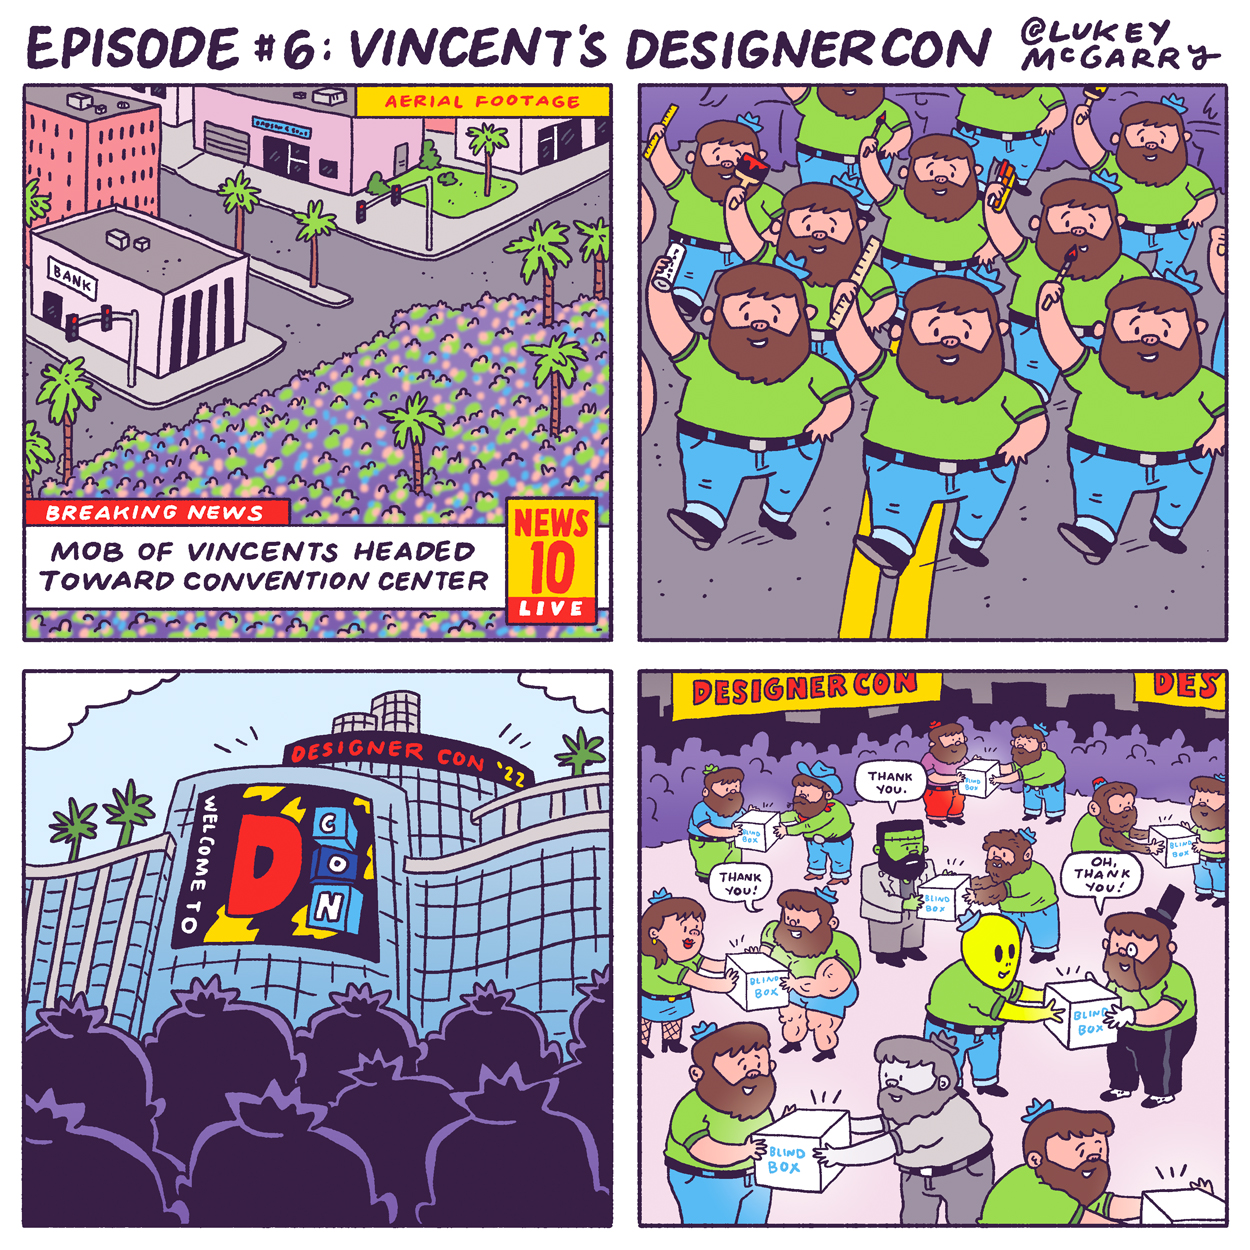 EPISODE #6: VINCENT'S DESIGNERCON
@LUKEY
McGARRY
AERIAL FOOTAGE
BANK
BREAKING NEWS
MOB OF VINCENTS HEADED
TOWARD CONVENTION CENTER
NEWS
10
LIVE
DESIGNER CON '22
WELCOME TO
D
C
O
N
DESIGNER CON
DES
THANK
YOU.
BLIND
BOX
BLIND
BOX
BLIND
BOX
THANK
YOU!
BLIND
BOX
OH,
THANK
YOU!
BLIND
BOX
BLIND
BOX
BLIND
BOX